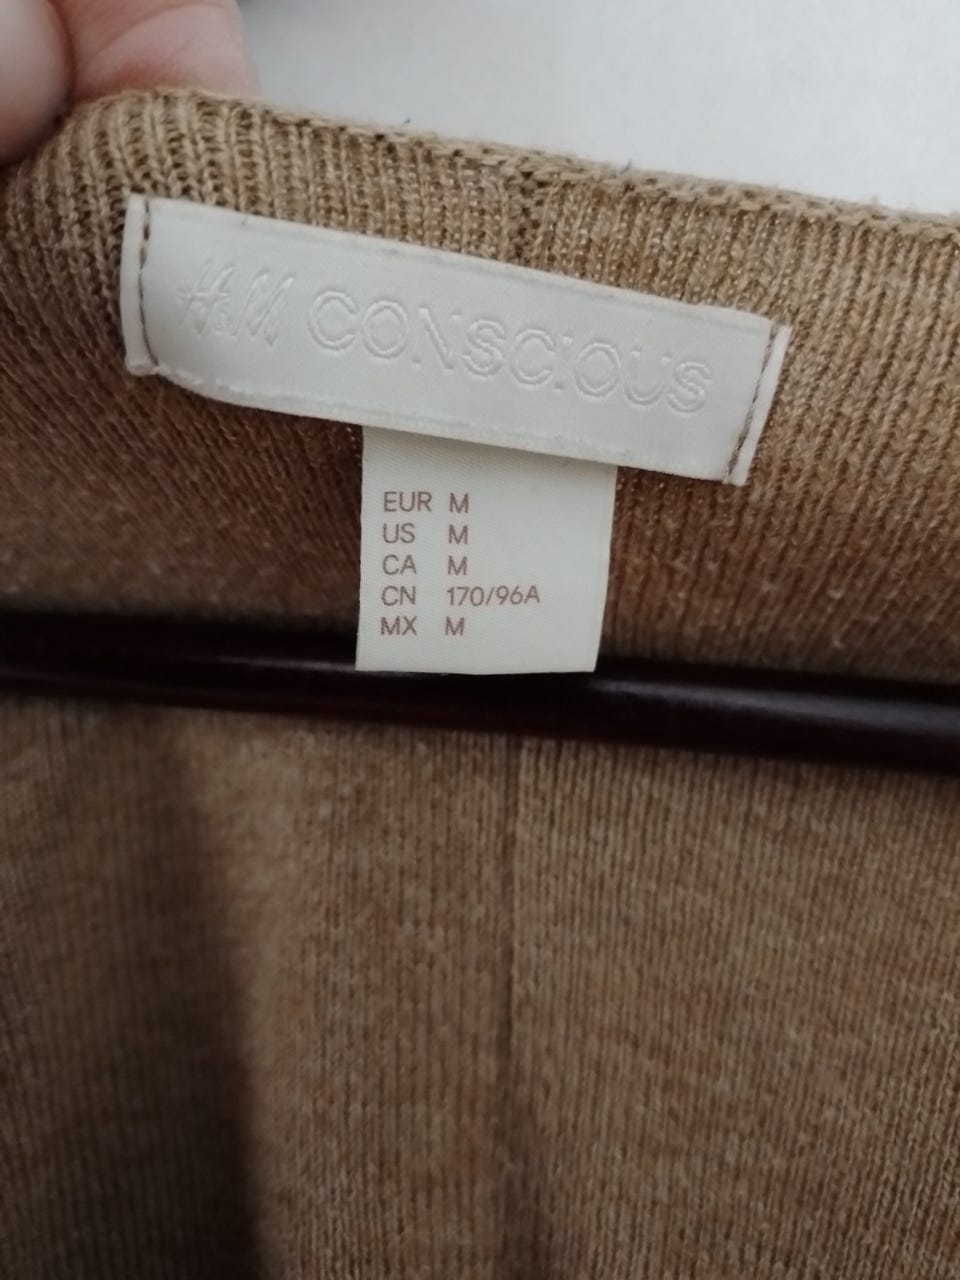 H&M CONSCIOUS
EUR M
US M
CA M
CN 170/96A
MX M